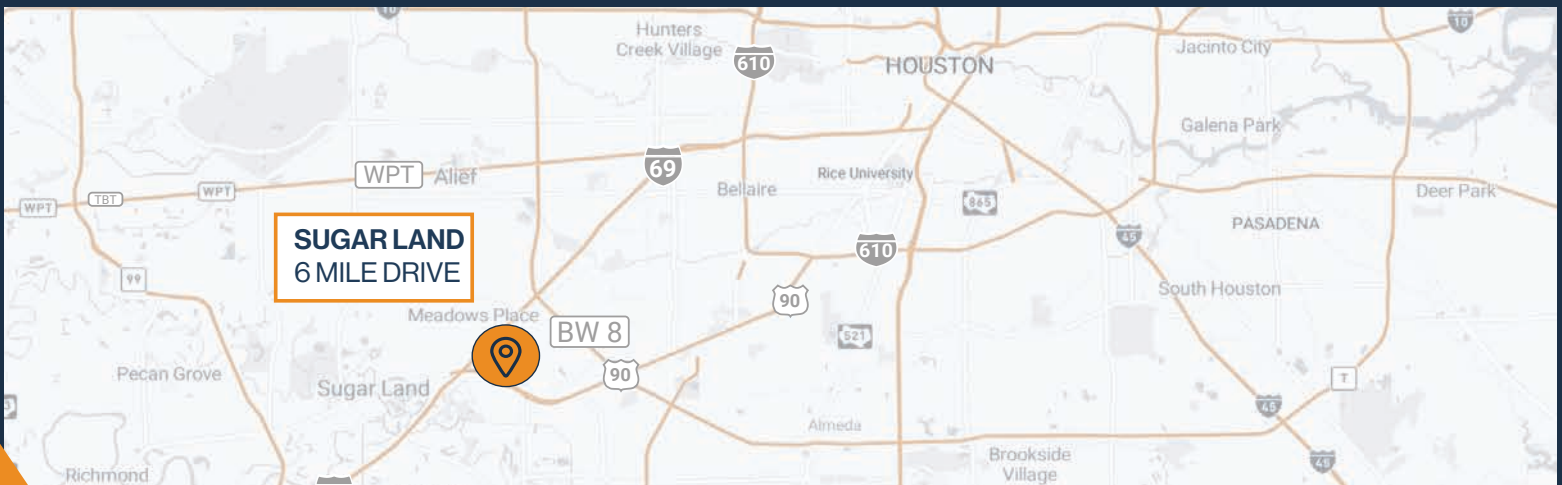 10
Hunters
Creek Village
610
HOUSTON
Jacinto City
10
Galena Park
WPT
Alief
69
Bellaire
Rice University
865
Deer Park
WPT
TBT
WPT
PASADENA
SUGAR LAND
6 MILE DRIVE
610
45
99
90
South Houston
Meadows Place
BW 8
521
Pecan Grove
Sugar Land
90
T
45
3
Almeda
Brookside
Village
45
Richmond